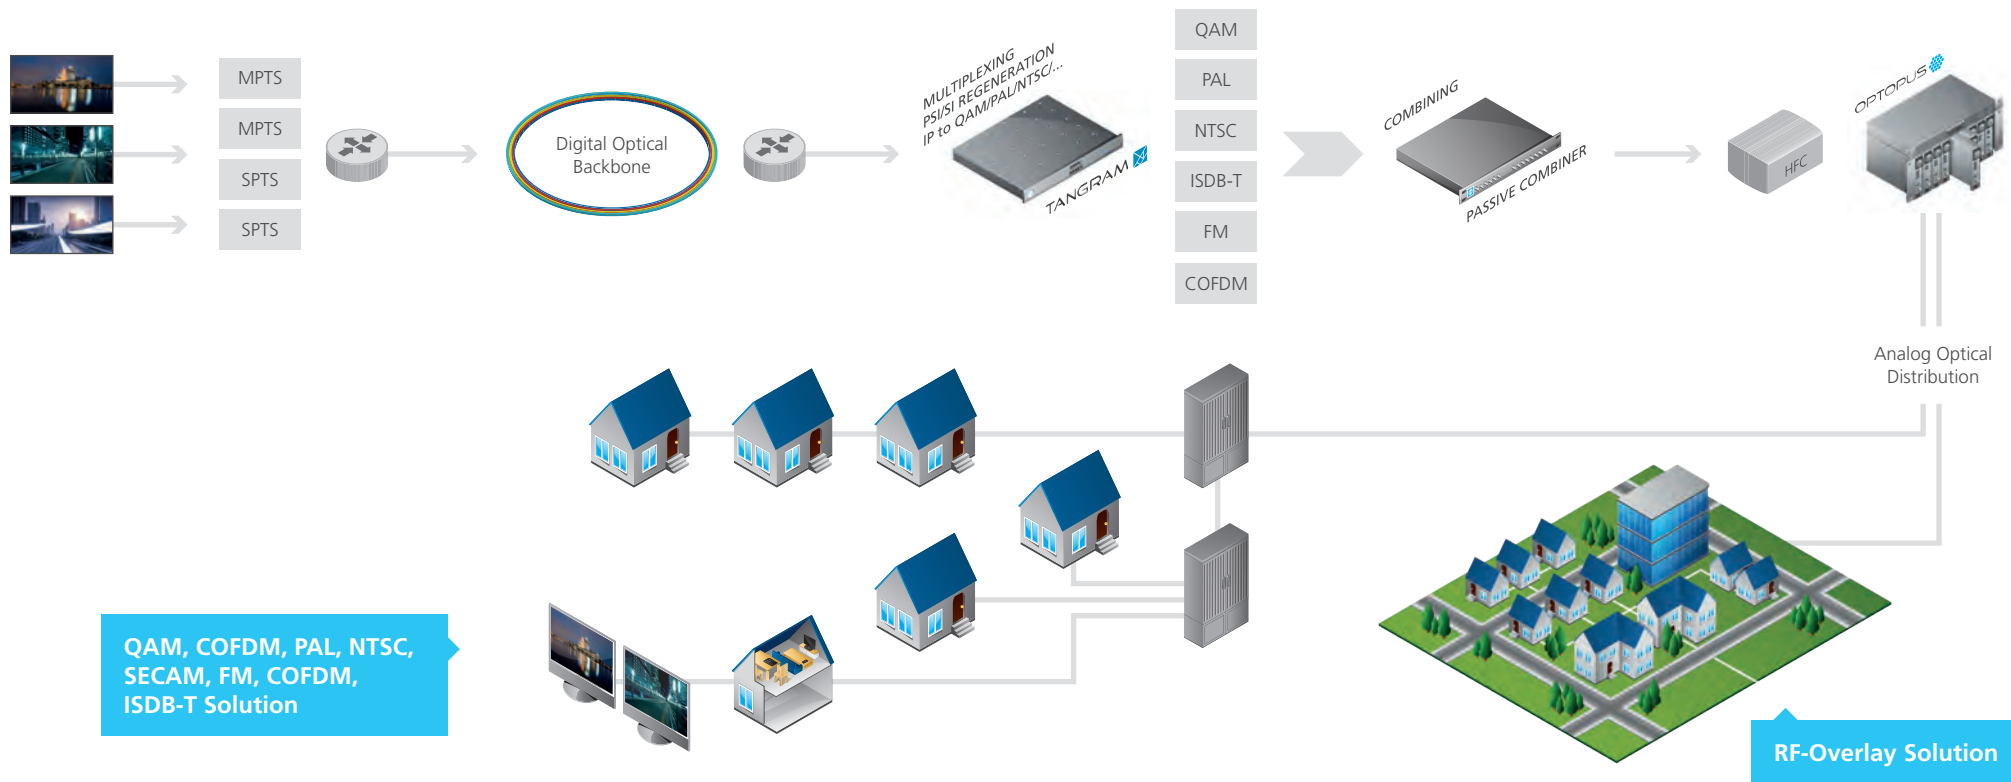 MPTS
MPTS
SPTS
SPTS
Digital Optical
Backbone
MULTIPLEXING
PSI/SI REGENERATION
IP to QAM/PAL/NTSC/...
TANGRAM
QAM
PAL
NTSC
ISDB-T
FM
COFDM
COMBINING
PASSIVE COMBINER
HFC
OPTOPUS
Analog Optical
Distribution
QAM, COFDM, PAL, NTSC,
SECAM, FM, COFDM,
ISDB-T Solution
RF-Overlay Solution